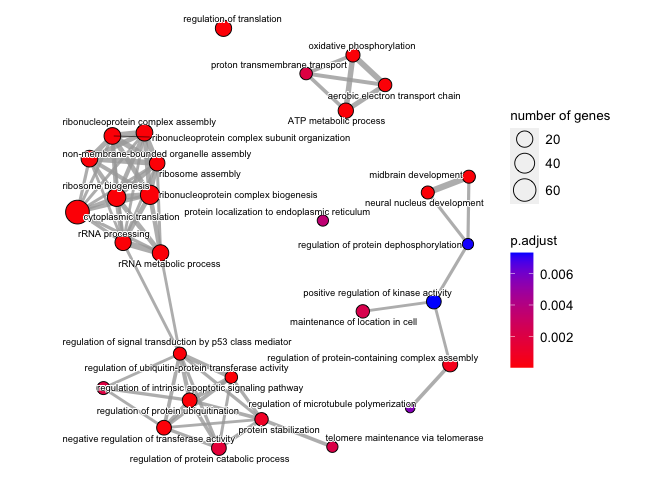 regulation of translation
oxidative phosphorylation
proton transmembrane transport
aerobic electron transport chain
ATP metabolic process
ribonucleoprotein complex assembly
ribonucleoprotein complex subunit organization
non-membrane-bounded organelle assembly
ribosome assembly
ribosome biogenesis
ribonucleoprotein complex biogenesis
cytoplasmic translation
rRNA processing
rRNA metabolic process
midbrain development
neural nucleus development
protein localization to endoplasmic reticulum
regulation of protein dephosphorylation
positive regulation of kinase activity
maintenance of location in cell
regulation of signal transduction by p53 class mediator
regulation of protein-containing complex assembly
regulation of ubiquitin-protein transferase activity
regulation of intrinsic apoptotic signaling pathway
regulation of microtubule polymerization
regulation of protein ubiquitination
protein stabilization
negative regulation of transferase activity
telomere maintenance via telomerase
regulation of protein catabolic process
number of genes
20
40
60
p.adjust
0.006
0.004
0.002